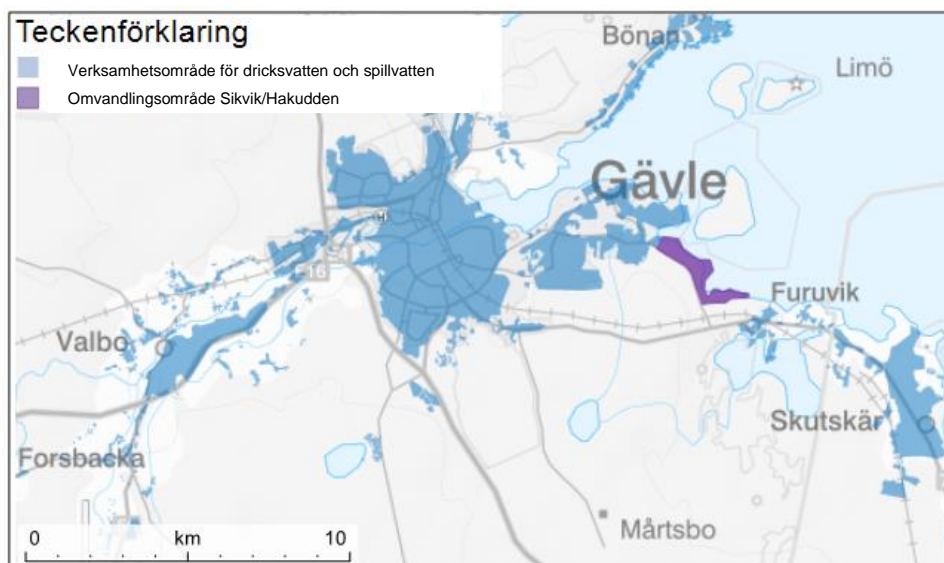 Teckenförklaring
Verksamhetsområde för dricksvatten och spillvatten
Omvandlingsområde Sikvik/Hakudden
Bönan
Limö
Gävle
16
Valbo
Furuvik
Skutskär
Forsbacka
Mårtsbo
0 km 10